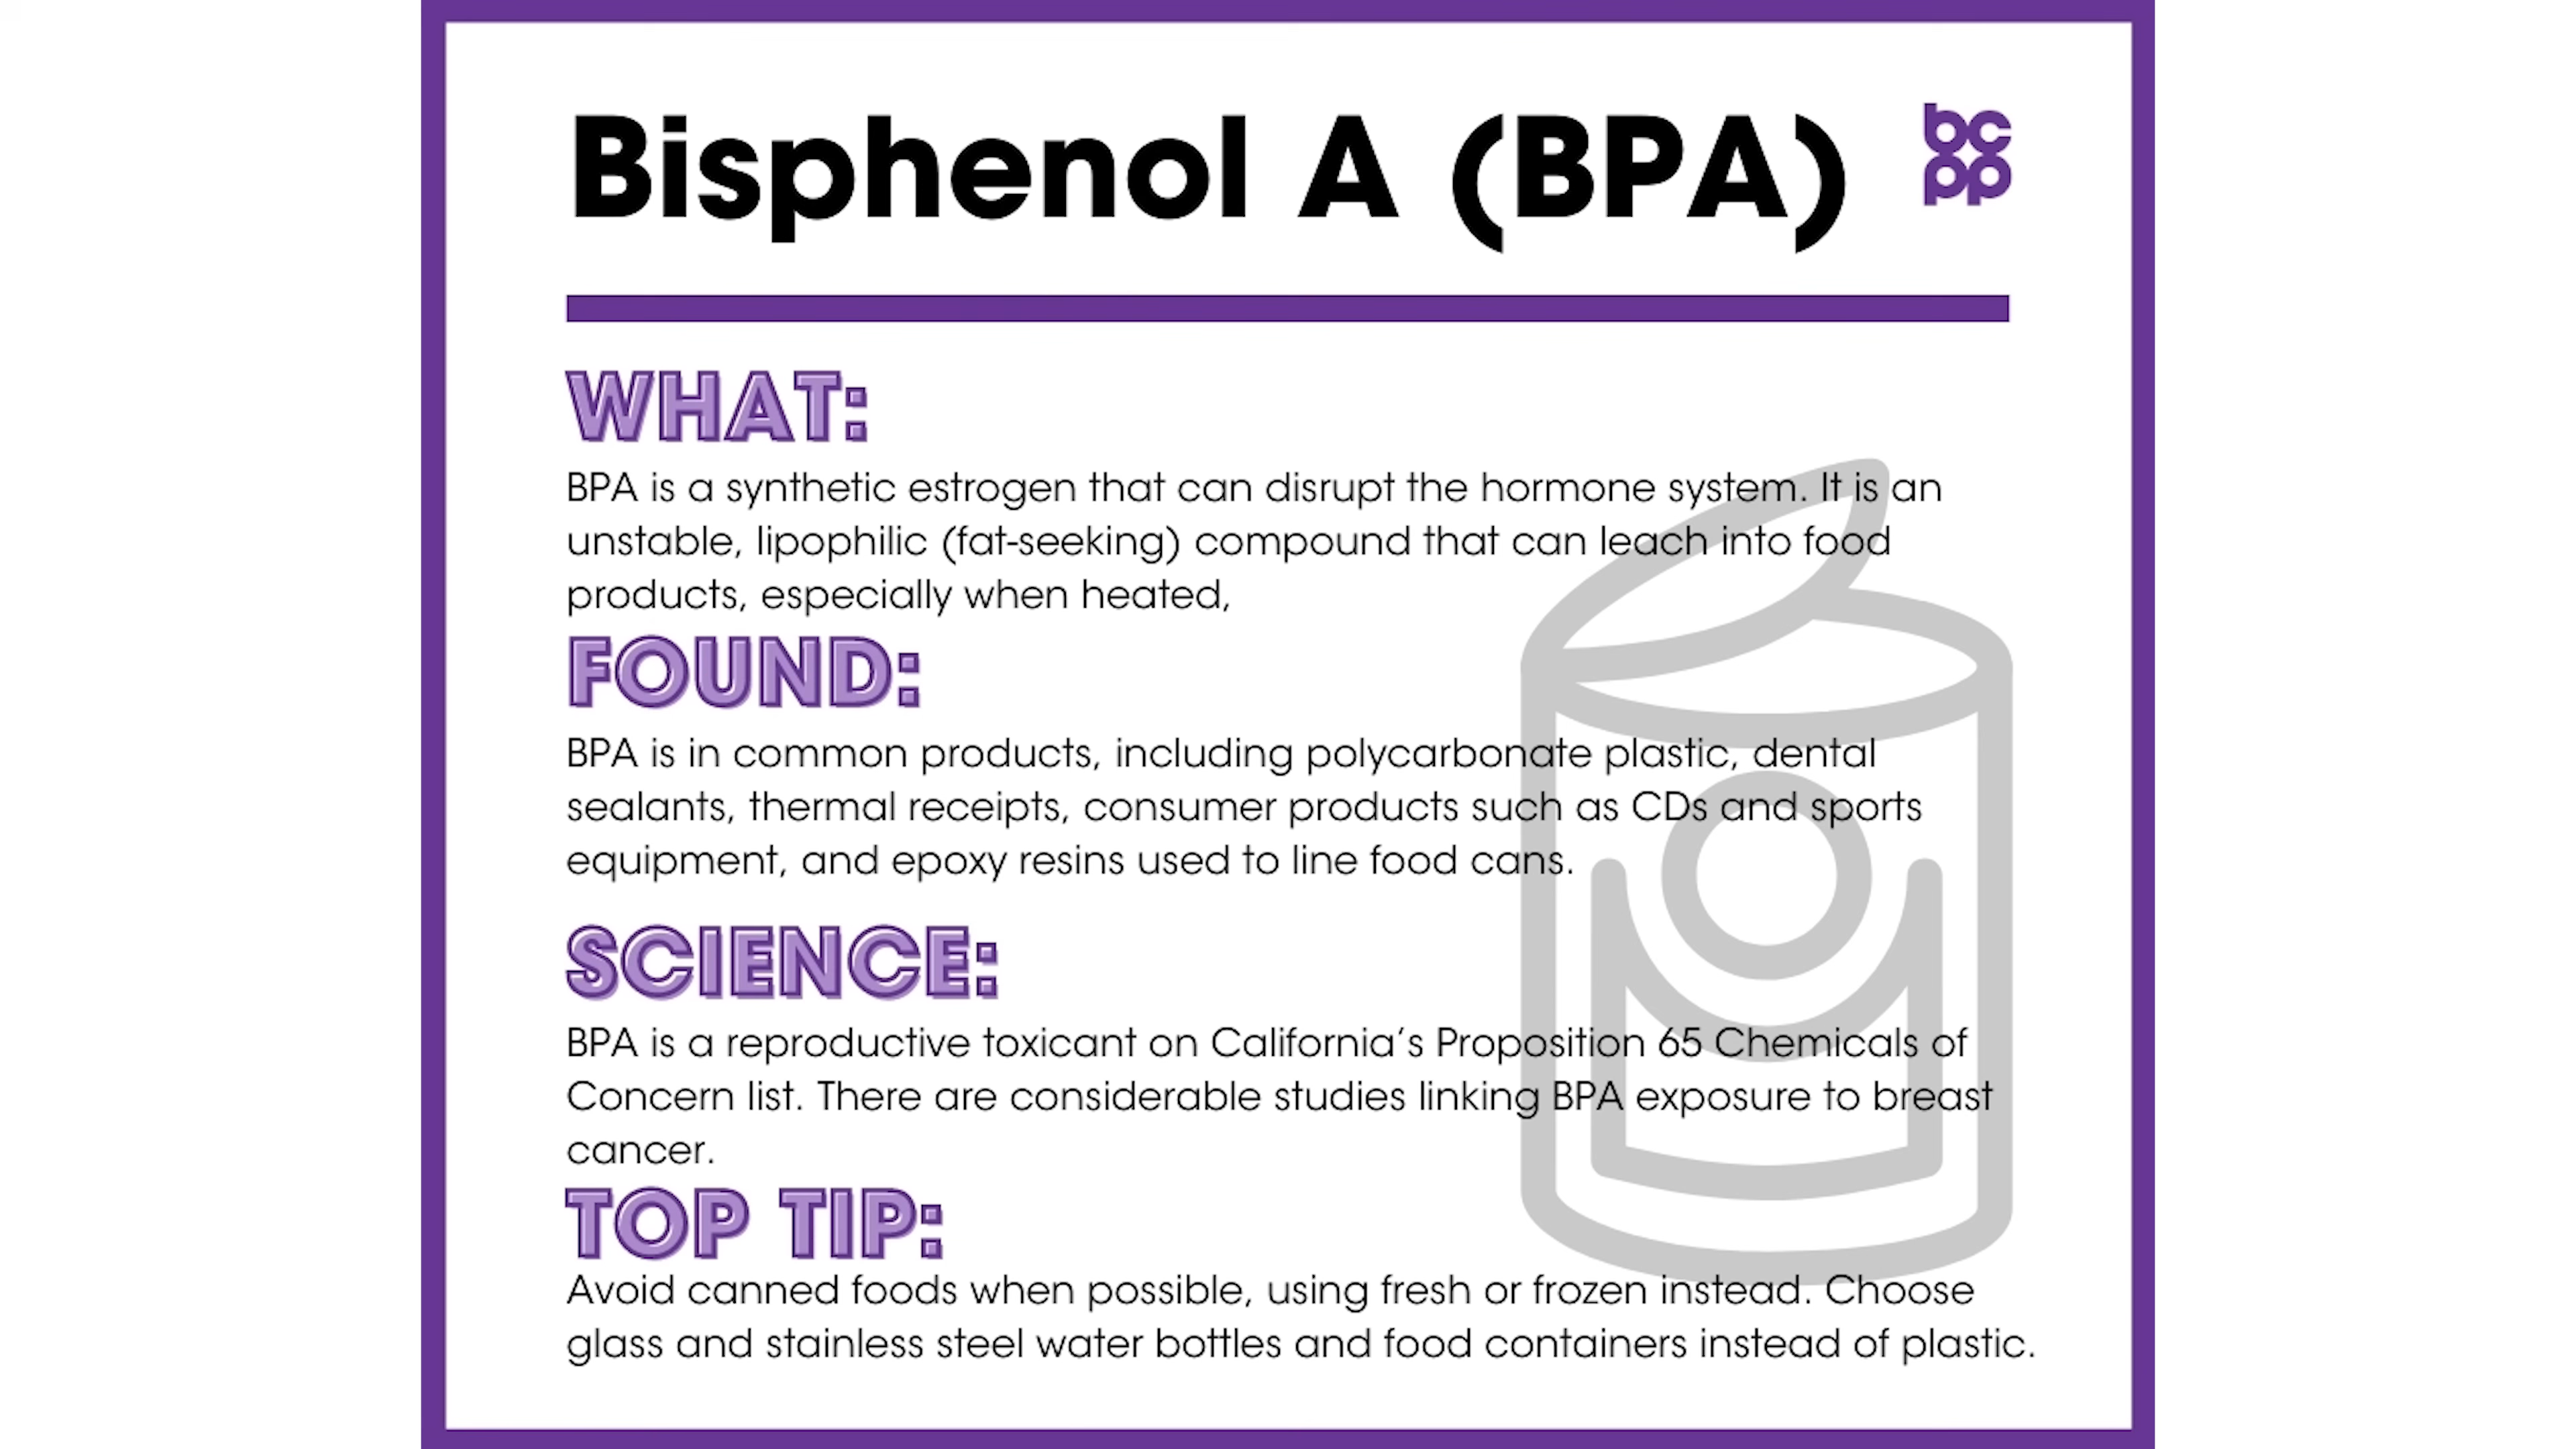 Bisphenol A (BPA)
bc
pp
WHAT:
BPA is a synthetic estrogen that can disrupt the hormone system. It is an
unstable, lipophilic (fat-seeking) compound that can leach into food
products, especially when heated,
FOUND:
BPA is in common products, including polycarbonate plastic, dental
sealants, thermal receipts, consumer products such as CDs and sports
equipment, and epoxy resins used to line food cans.
SCIENCE:
BPA is a reproductive toxicant on California’s Proposition 65 Chemicals of
Concern list. There are considerable studies linking BPA exposure to breast
cancer.
TOP TIP:
Avoid canned foods when possible, using fresh or frozen instead. Choose
glass and stainless steel water bottles and food containers instead of plastic.